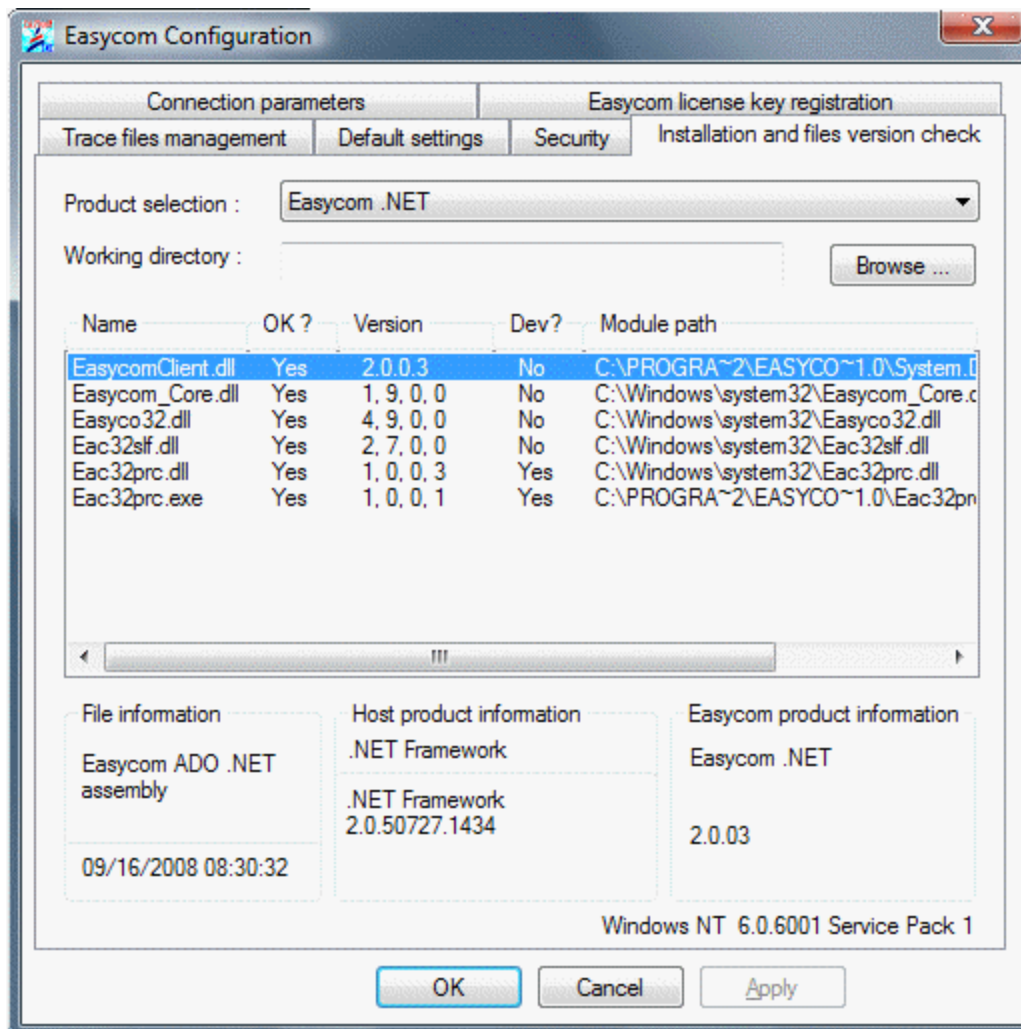 Easycom Configuration
Connection parameters Easycom license key registration
Trace files management Default settings Security Installation and files version check
Product selection : Easycom .NET
Working directory : Browse ...
Name OK ? Version Dev? Module path
EasycomClient.dll Yes 2.0.0.3 No C:\PROGRA~2\EASYCO~1.0\System.D
Easycom_Core.dll Yes 1, 9, 0, 0 No C:\Windows\system32\Easycom_Core.d
Easyco32.dll Yes 4, 9, 0, 0 No C:\Windows\system32\Easyco32.dll
Eac32slf.dll Yes 2, 7, 0, 0 No C:\Windows\system32\Eac32slf.dll
Eac32prc.dll Yes 1, 0, 0, 3 Yes C:\Windows\system32\Eac32prc.dll
Eac32prc.exe Yes 1, 0, 0, 1 Yes C:\PROGRA~2\EASYCO~1.0\Eac32pr
File information
Easycom ADO .NET
assembly
09/16/2008 08:30:32
Host product information
.NET Framework
.NET Framework
2.0.50727.1434
Easycom product information
Easycom .NET
2.0.03
Windows NT 6.0.6001 Service Pack 1
OK Cancel Apply